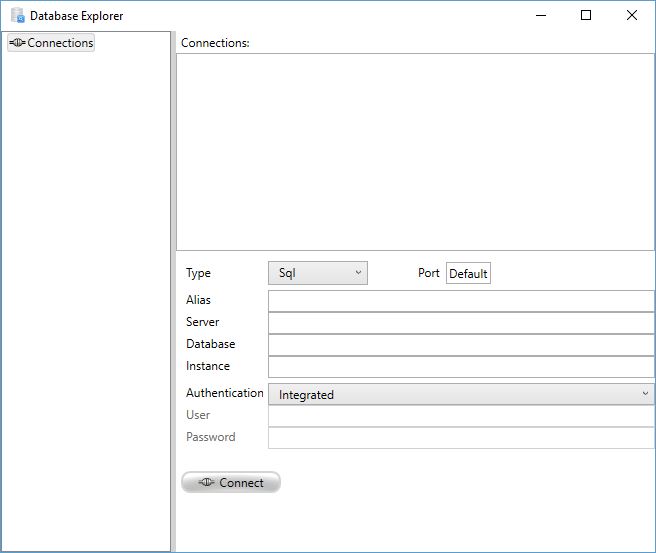 Database Explorer
Connections
Connections:
Type Sql Port Default
Alias
Server
Database
Instance
Authentication Integrated
User
Password
Connect